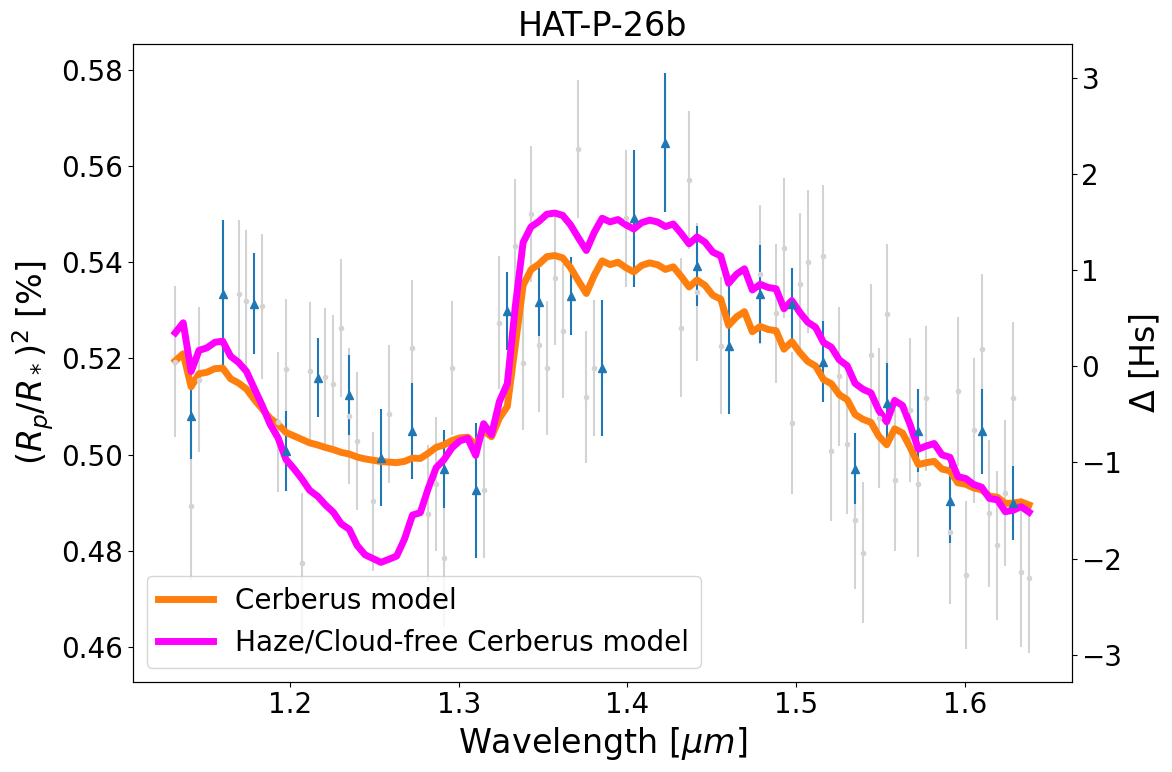 HAT-P-26b
0.58
0.56
0.54
0.52
0.50
0.48
0.46
(R_p/R_*)^2 [%]
3
2
1
0
−1
−2
−3
Δ [Hs]
Cerberus model
Haze/Cloud-free Cerberus model
1.2 1.3 1.4 1.5 1.6
Wavelength [μm]